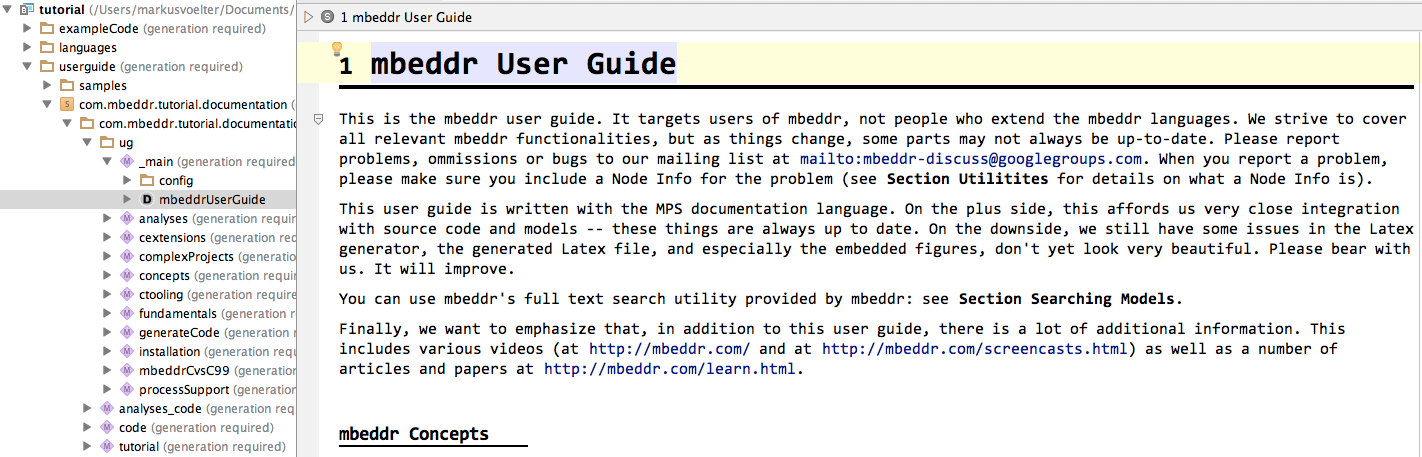 tutorial (/Users/markusvoelter/Documents/
exampleCode (generation required)
languages
userguide (generation required)
samples
com.mbeddr.tutorial.documentation (
com.mbeddr.tutorial.documentatio
ug
_main (generation required
config
mbeddrUserGuide
analyses (generation requir
cextensions (generation re
complexProjects (generatio
concepts (generation requi
ctooling (generation require
fundamentals (generation r
generateCode (generation
installation (generation req
mbeddrCvsC99 (generation
processSupport (generation
analyses_code (generation req
code (generation required)
tutorial (generation required)
S 1 mbeddr User Guide
1 mbeddr User Guide
This is the mbeddr user guide. It targets users of mbeddr, not people who extend the mbeddr languages. We strive to cover
all relevant mbeddr functionalities, but as things change, some parts may not always be up-to-date. Please report
problems, ommissions or bugs to our mailing list at mailto:mbeddr-discuss@googlegroups.com. When you report a problem,
please make sure you include a Node Info for the problem (see Section Utilitites for details on what a Node Info is).
This user guide is written with the MPS documentation language. On the plus side, this affords us very close integration
with source code and models -- these things are always up to date. On the downside, we still have some issues in the Latex
generator, the generated Latex file, and especially the embedded figures, don't yet look very beautiful. Please bear with
us. It will improve.
You can use mbeddr's full text search utility provided by mbeddr: see Section Searching Models.
Finally, we want to emphasize that, in addition to this user guide, there is a lot of additional information. This
includes various videos (at http://mbeddr.com/ and at http://mbeddr.com/screencasts.html) as well as a number of
articles and papers at http://mbeddr.com/learn.html.
mbeddr Concepts